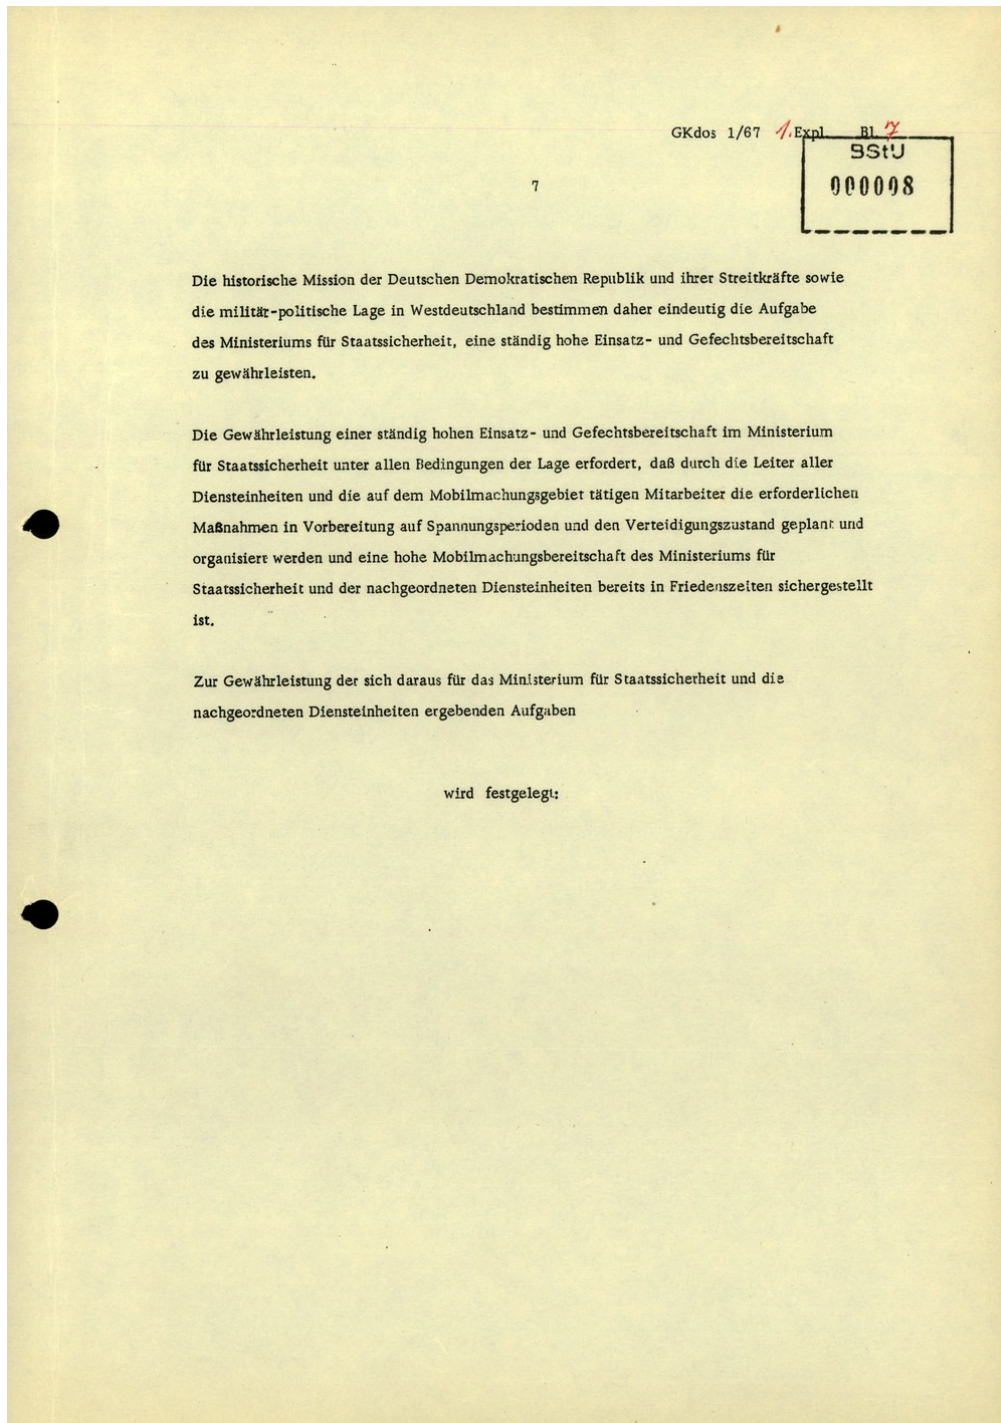 GKdos 1/67 1. Expl. Bl. 7
BStU
000008
7
Die historische Mission der Deutschen Demokratischen Republik und ihrer Streitkräfte sowie
die militär-politische Lage in Westdeutschland bestimmen daher eindeutig die Aufgabe
des Ministeriums für Staatssicherheit, eine ständig hohe Einsatz- und Gefechtsbereitschaft
zu gewährleisten.
Die Gewährleistung einer ständig hohen Einsatz- und Gefechtsbereitschaft im Ministerium
für Staatssicherheit unter allen Bedingungen der Lage erfordert, daß durch die Leiter aller
Diensteinheiten und die auf dem Mobilmachungsgebiet tätigen Mitarbeiter die erforderlichen
Maßnahmen in Vorbereitung auf Spannungsperioden und den Verteidigungszustand geplant und
organisiert werden und eine hohe Mobilmachungsbereitschaft des Ministeriums für
Staatssicherheit und der nachgeordneten Diensteinheiten bereits in Friedenszeiten sichergestellt
ist.
Zur Gewährleistung der sich daraus für das Ministerium für Staatssicherheit und die
nachgeordneten Diensteinheiten ergebenden Aufgaben
wird festgelegt: